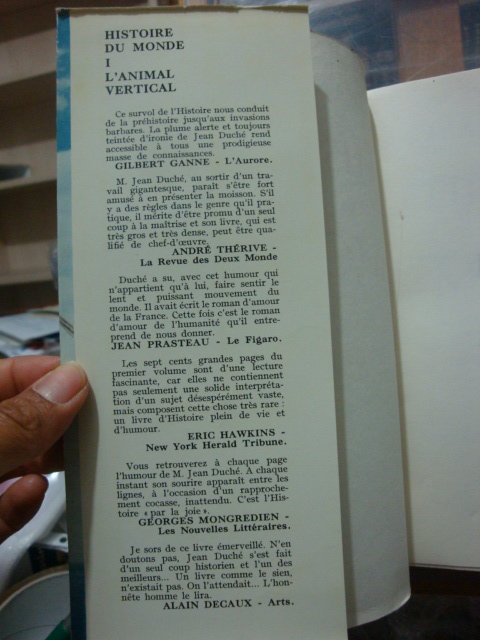 HISTOIRE
DU MONDE
I
L'ANIMAL
VERTICAL
Ce survol de l'Histoire nous conduit
de la préhistoire jusqu'aux invasions
barbares. La plume alerte et toujours
teintée d'ironie de Jean Duché rend
accessible à tous une prodigieuse
masse de connaissances.
GILBERT GANNE - L'Aurore.
M. Jean Duché, au sortir d'un tra-
vail gigantesque, paraît s'être fort
amusé à en présenter la moisson. S'il
y a des règles dans le genre qu'il pra-
tique, il mérite d'être promu d'un seul
coup à la maîtrise et son livre, qui est
très gros et très dense, peut être qua-
lifié de chef-d'œuvre.
ANDRÉ THÉRIVE -
La Revue des Deux Monde
Duché a su, avec cet humour qui
n'appartient qu'à lui, faire sentir le
lent et puissant mouvement du
monde. Il avait écrit le roman d'amour
de la France. Cette fois c'est le roman
d'amour de l'humanité qu'il entre-
prend de nous donner.
JEAN PRASTEAU - Le Figaro.
Les sept cents grandes pages du
premier volume sont d'une lecture
fascinante, car elles ne contiennent
pas seulement une solide interpréta-
tion d'un sujet désespérément vaste,
mais composent cette chose très rare :
un livre d'Histoire plein de vie et
d'humour.
ERIC HAWKINS -
New York Herald Tribune.
Vous retrouverez à chaque page
l'humour de M. Jean Duché. A chaque
instant son sourire apparaît entre les
lignes, à l'occasion d'un rapproche-
ment cocasse, inattendu. C'est l'His-
toire « par la joie ».
GEORGES MONGREDIEN -
Les Nouvelles Littéraires.
Je sors de ce livre émerveillé. N'en
doutons pas, Jean Duché s'est fait
d'un seul coup historien et l'un des
meilleurs... Un livre comme le sien,
n'existait pas. On l'attendait... L'hon-
nête homme le lira.
ALAIN DECAUX - Arts.